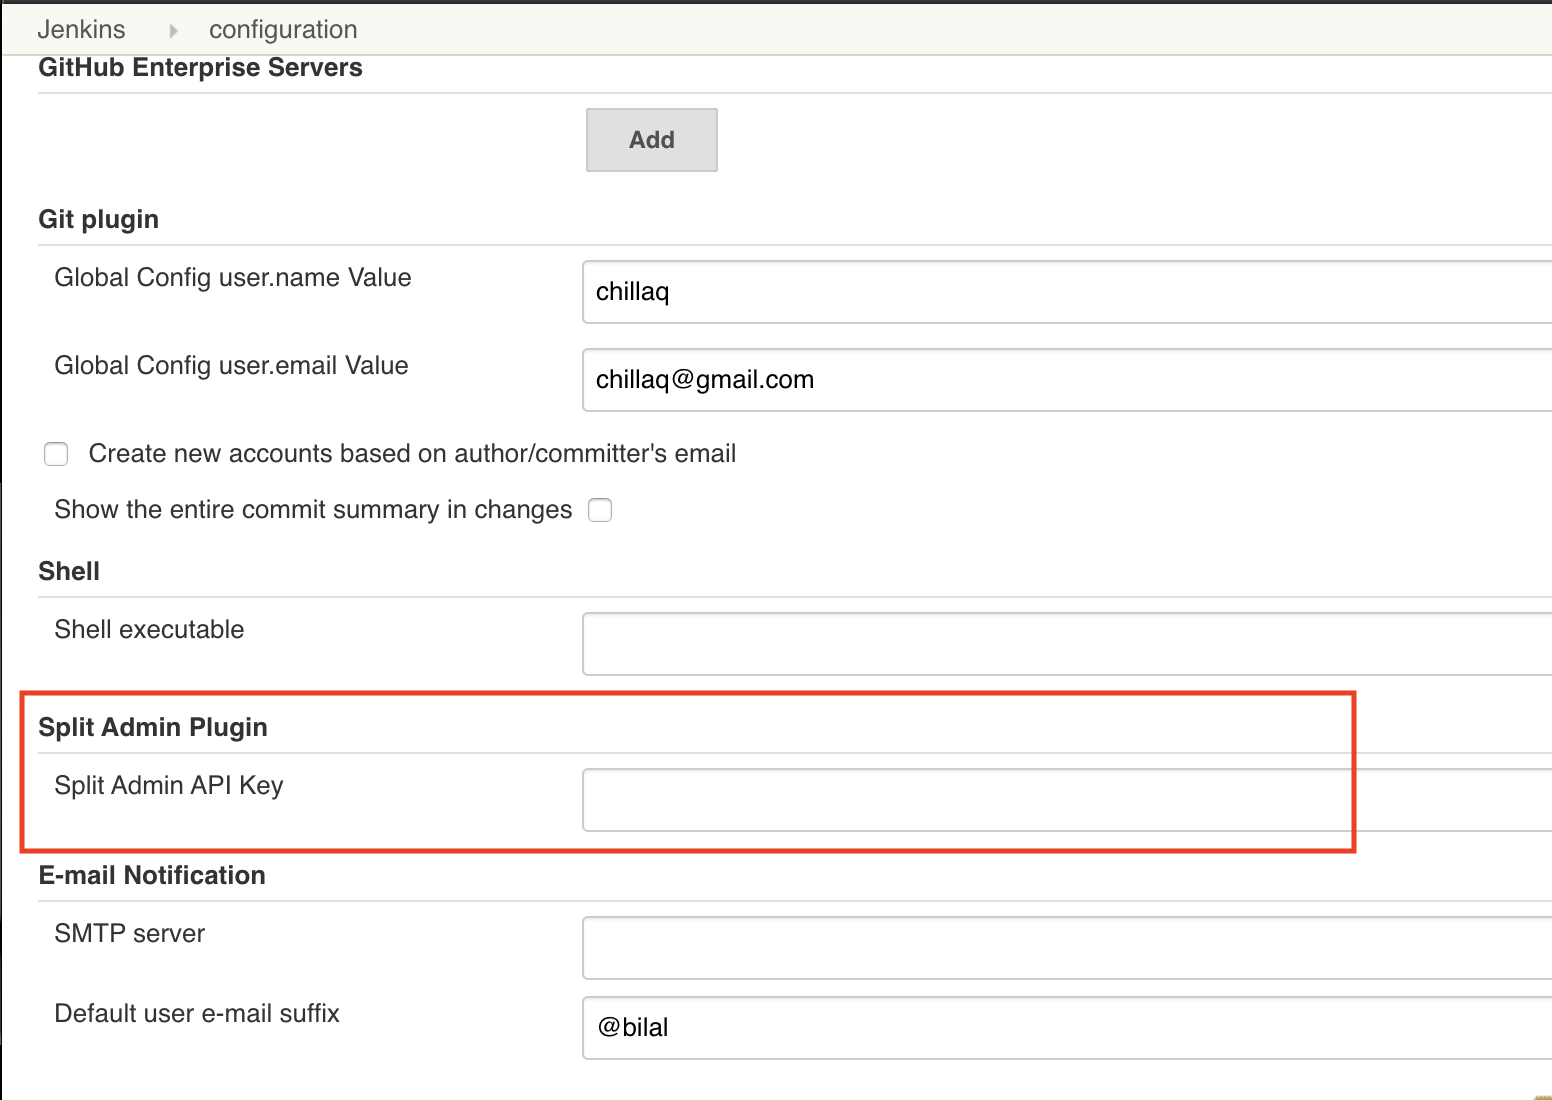 Jenkins configuration
GitHub Enterprise Servers
Add
Git plugin
Global Config user.name Value
chillaq
Global Config user.email Value
chillaq@gmail.com
Create new accounts based on author/committer's email
Show the entire commit summary in changes
Shell
Shell executable
Split Admin Plugin
Split Admin API Key
E-mail Notification
SMTP server
Default user e-mail suffix
@bilal